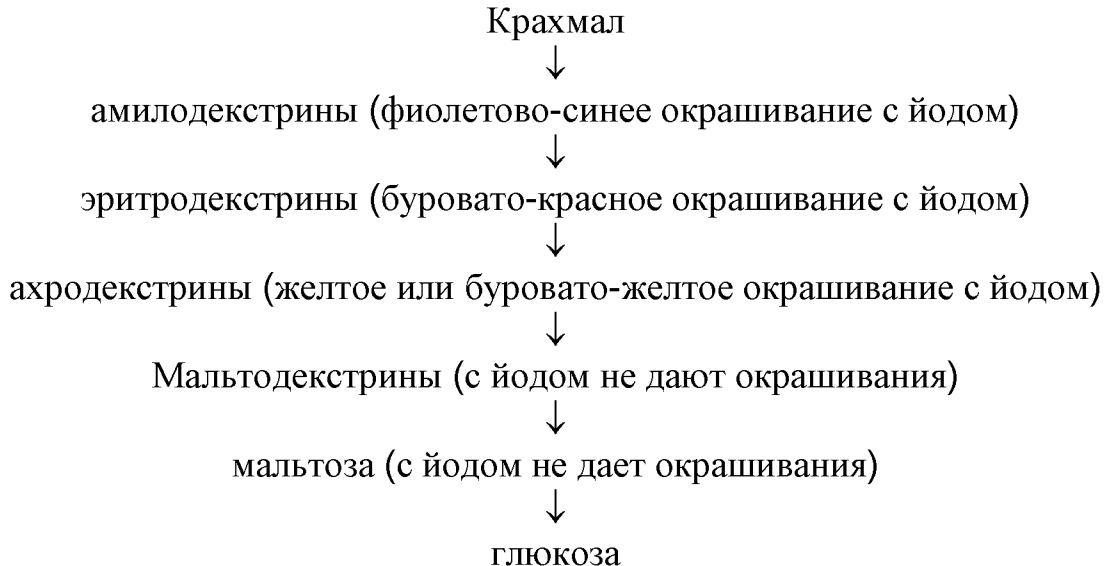 Крахмал
↓
амилодекстрины (фиолетово-синее окрашивание с йодом)
↓
эритродекстрины (буровато-красное окрашивание с йодом)
↓
ахродекстрины (желтое или буровато-желтое окрашивание с йодом)
↓
Мальтодекстрины (с йодом не дают окрашивания)
↓
мальтоза (с йодом не дает окрашивания)
↓
глюкоза